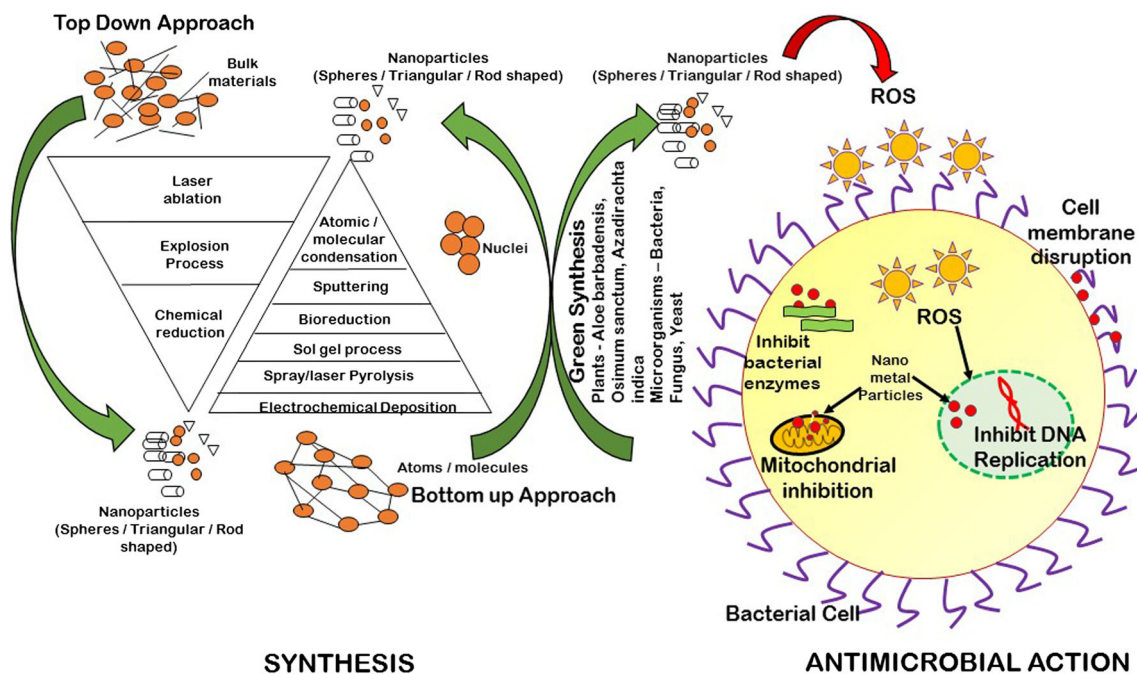 Top Down Approach
Bulk
materials
Laser
ablation
Explosion
Process
Chemical
reduction
Nanoparticles
(Spheres / Triangular / Rod
shaped)
Nanoparticles
(Spheres / Triangular / Rod shaped)
Atomic /
molecular
condensation
Sputtering
Bioreduction
Sol gel process
Spray/laser Pyrolysis
Electrochemical Deposition
Nuclei
Atoms / molecules
Bottom up Approach
Green Synthesis
Plants - Aloe barbadensis,
Osimum sanctum, Azadirachta
indica
Microorganisms – Bacteria,
Fungus, Yeast
Nanoparticles
(Spheres / Triangular / Rod shaped)
ROS
Cell
membrane
disruption
ROS
Inhibit
bacterial
enzymes
Nano
metal
Particles
Mitochondrial
inhibition
Inhibit DNA
Replication
Bacterial Cell
SYNTHESIS
ANTIMICROBIAL ACTION